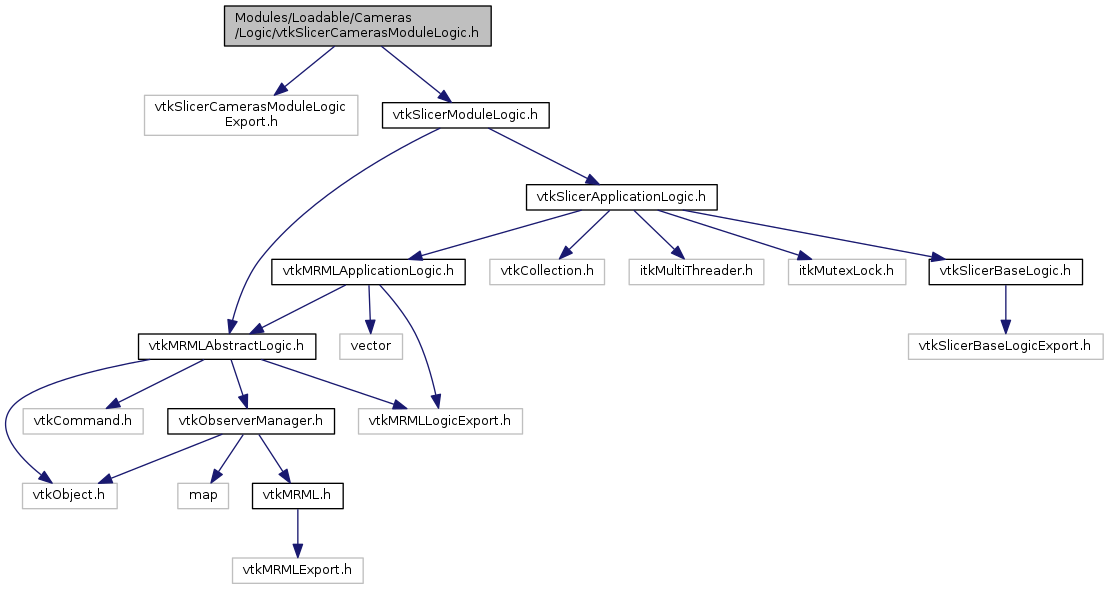 Modules/Loadable/Cameras
/Logic/vtkSlicerCamerasModuleLogic.h
vtkSlicerCamerasModuleLogic
Export.h
vtkSlicerModuleLogic.h
vtkSlicerApplicationLogic.h
vtkMRMLApplicationLogic.h
vtkCollection.h
itkMultiThreader.h
itkMutexLock.h
vtkSlicerBaseLogic.h
vtkMRMLAbstractLogic.h
vector
vtkSlicerBaseLogicExport.h
vtkCommand.h
vtkObserverManager.h
vtkMRMLLogicExport.h
vtkObject.h
map
vtkMRML.h
vtkMRMLExport.h